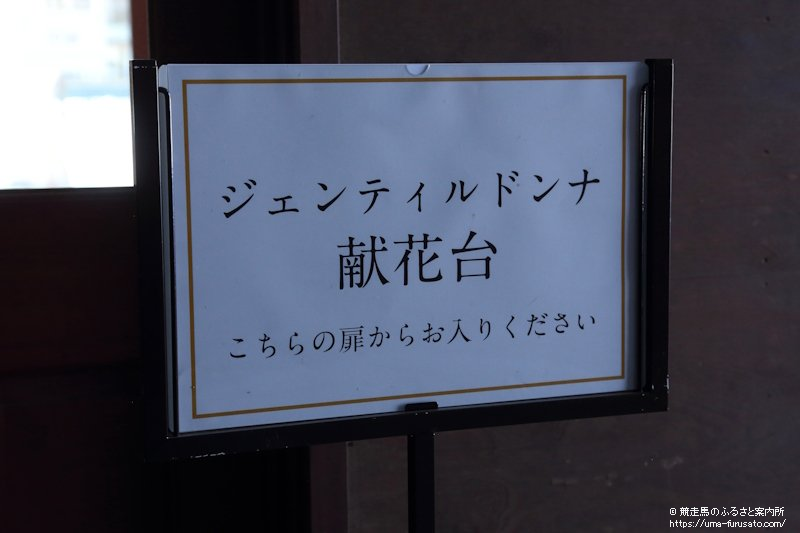 ジェンティルドンナ
献花台
こちらの扉からお入りください
© 競走馬のふるさと案内所
https://uma-furusato.com/